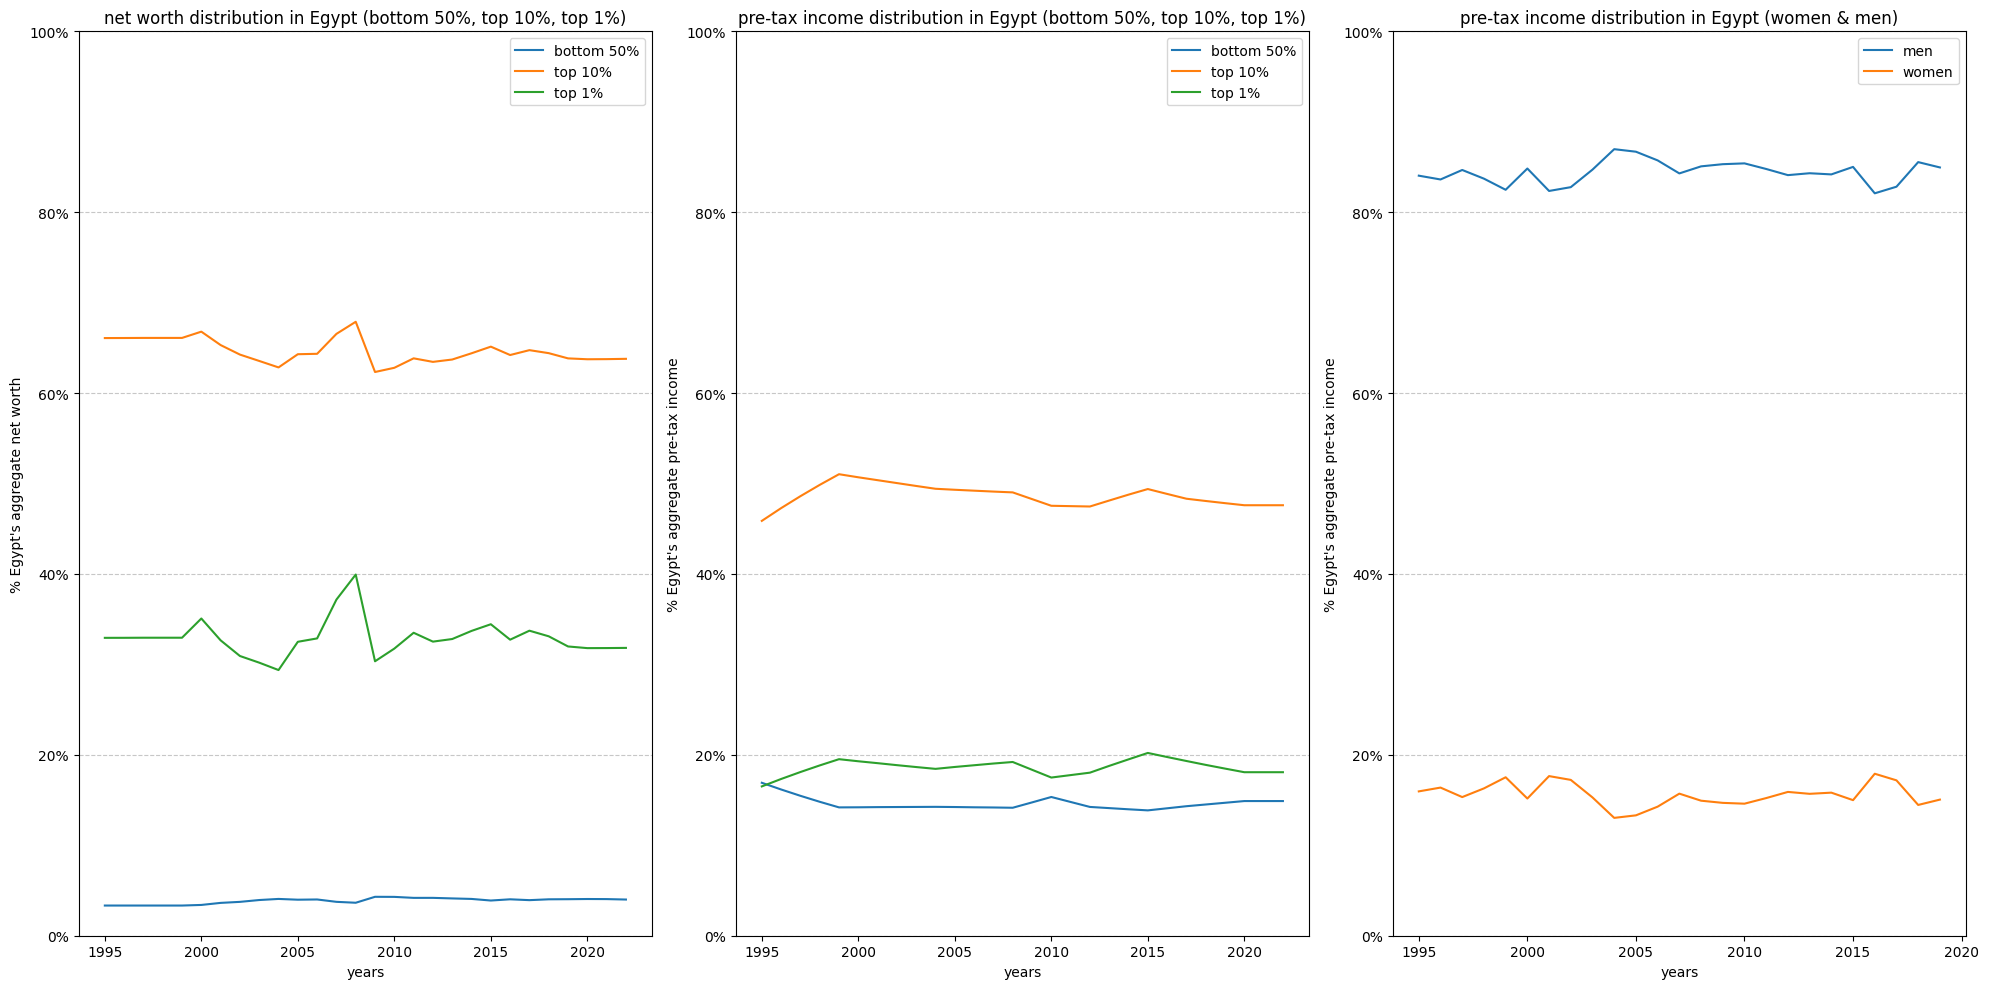 net worth distribution in Egypt (bottom 50%, top 10%, top 1%)
100%
80%
60%
40%
20%
0%
% Egypt's aggregate net worth
bottom 50%
top 10%
top 1%
1995
2000
2005
2010
2015
2020
years
pre-tax income distribution in Egypt (bottom 50%, top 10%, top 1%)
100%
80%
60%
40%
20%
0%
% Egypt's aggregate pre-tax income
bottom 50%
top 10%
top 1%
1995
2000
2005
2010
2015
2020
years
pre-tax income distribution in Egypt (women & men)
100%
80%
60%
40%
20%
0%
% Egypt's aggregate pre-tax income
men
women
1995
2000
2005
2010
2015
2020
years